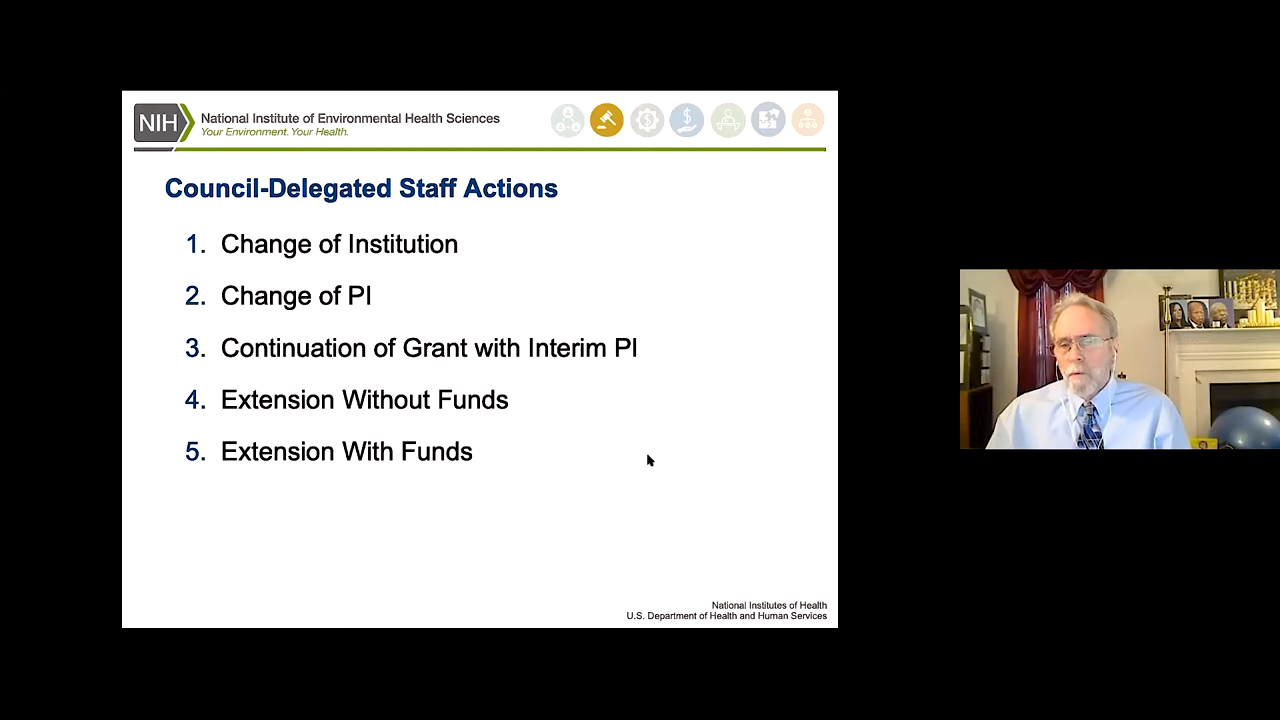 NIH
National Institute of Environmental Health Sciences
Your Environment. Your Health.
Council-Delegated Staff Actions
1. Change of Institution
2. Change of PI
3. Continuation of Grant with Interim PI
4. Extension Without Funds
5. Extension With Funds
National Institutes of Health
U.S. Department of Health and Human Services